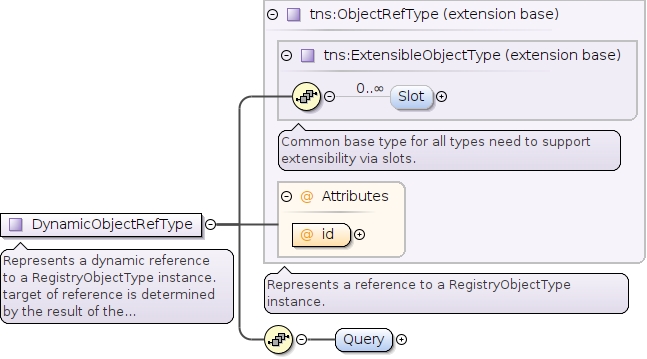 tns:ObjectRefType (extension base)
tns:ExtensibleObjectType (extension base)
0..∞
Slot
Common base type for all types need to support
extensibility via slots.
@ Attributes
@ id
DynamicObjectRefType
Represents a dynamic reference
to a RegistryObjectType instance.
target of reference is determined
by the result of the...
Represents a reference to a RegistryObjectType
instance.
Query